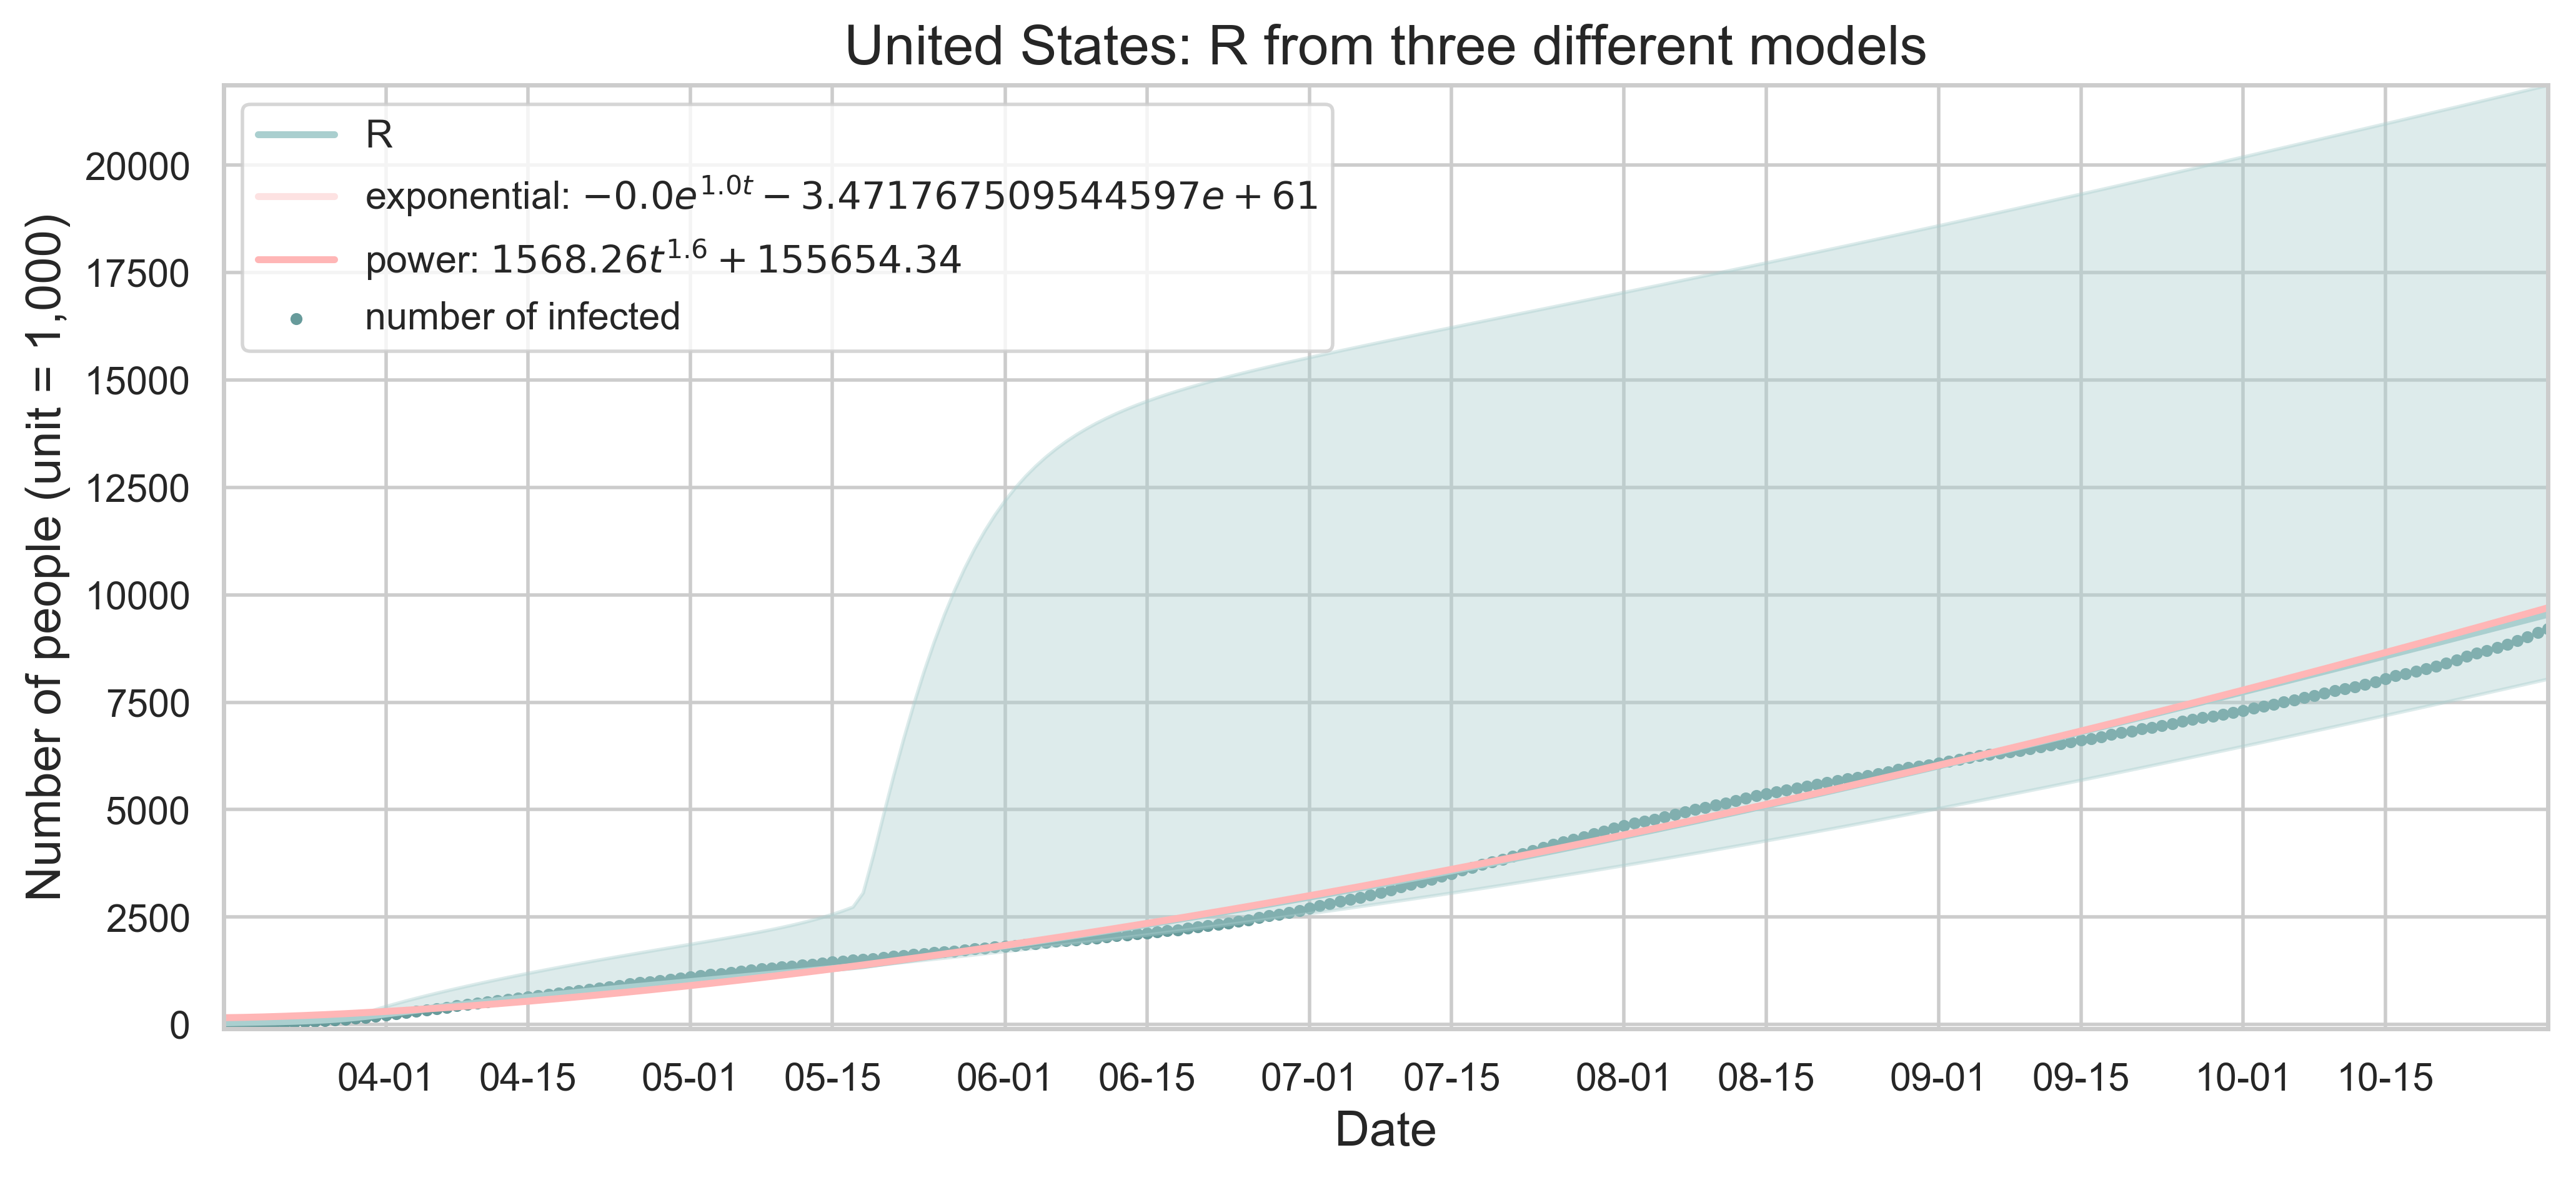 United States: R from three different models
R
exponential: −0.0e^1.0t − 3.4717675095445​97e + 61
power: 1568.26t^1.6 + 155654.34
number of infected
Number of people (unit = 1,000)
20000
17500
15000
12500
10000
7500
5000
2500
0
04-01 04-15 05-01 05-15 06-01 06-15 07-01 07-15 08-01 08-15 09-01 09-15 10-01 10-15
Date